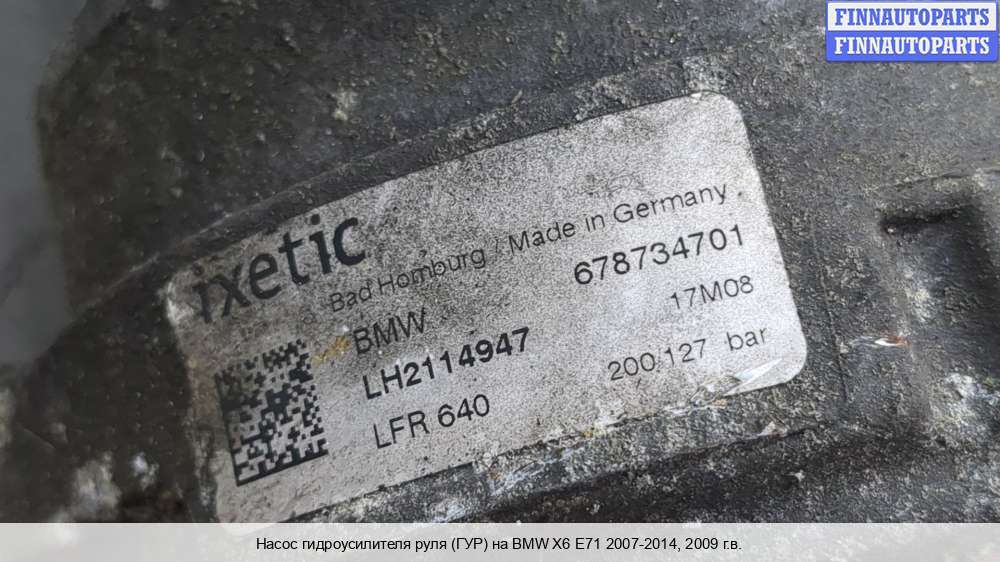 FINNAUTOPARTS
FINNAUTOPARTS
ixetic
Bad Homburg / Made in Germany
BMW 678734701
LH2114947 17M08
LFR 640 200,127 bar
Насос гидроусилителя руля (ГУР) на BMW X6 E71 2007-2014, 2009 г.в.